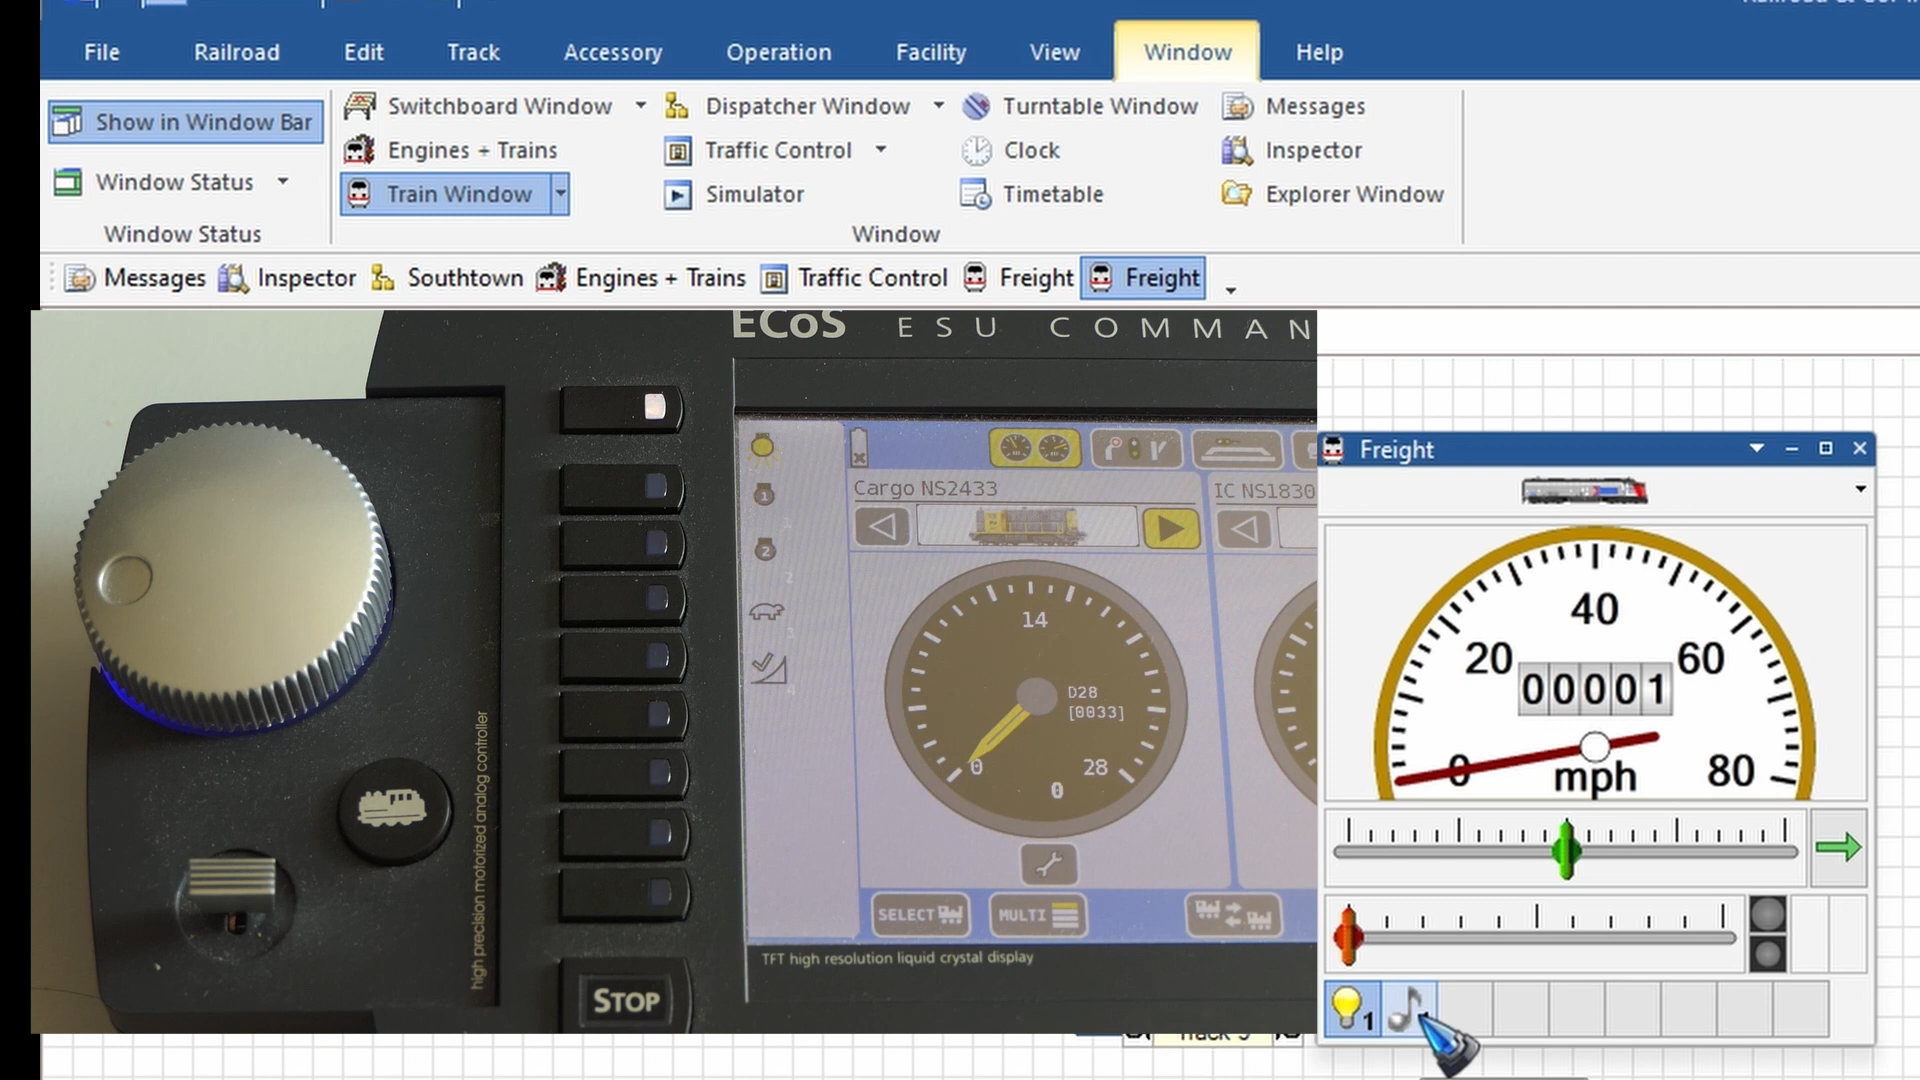 File Railroad Edit Track Accessory Operation Facility View Window Help
Show in Window Bar Switchboard Window Dispatcher Window Turntable Window Messages
Engines + Trains Traffic Control Clock Inspector
Window Status Train Window Simulator Timetable Explorer Window
Window Status Window
Messages Inspector Southtown Engines + Trains Traffic Control Freight Freight
ECoS ESU COMMAN
Cargo NS2433 IC NS1830
1
2
14
D28
[0033]
0 28
0
SELECT MULTI
TFT high resolution liquid crystal display
high precision motorized analog controller
STOP
Freight
40
20 60
00001
0 mph 80
1